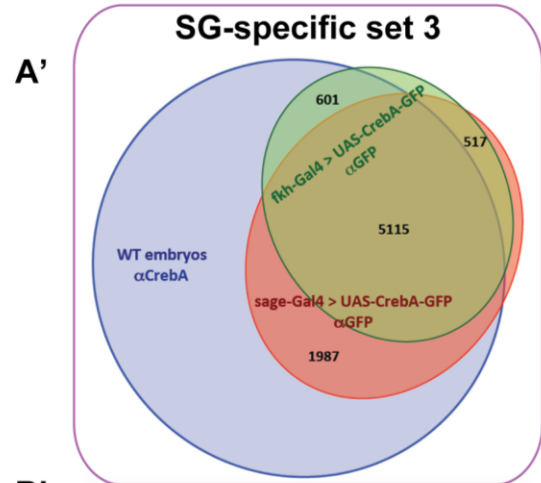 SG-specific set 3
A’
601
fkh-Gal4 > UAS-CrebA-GFP
αGFP
517
5115
WT embryos
αCrebA
sage-Gal4 > UAS-CrebA-GFP
αGFP
1987